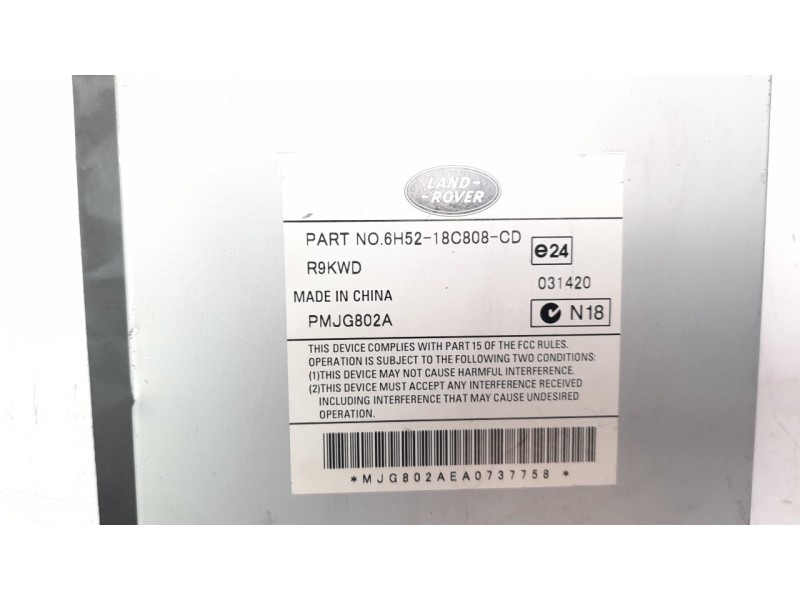 LAND-
-ROVER
PART NO.6H52-18C808-CD
e24
R9KWD
031420
MADE IN CHINA
PMJG802A
N18
THIS DEVICE COMPLIES WITH PART 15 OF THE FCC RULES.
OPERATION IS SUBJECT TO THE FOLLOWING TWO CONDITIONS:
(1)THIS DEVICE MAY NOT CAUSE HARMFUL INTERFERENCE.
(2)THIS DEVICE MUST ACCEPT ANY INTERFERENCE RECEIVED
INCLUDING INTERFERENCE THAT MAY CAUSE UNDESIRED
OPERATION.
*MJG802AEA0737758*